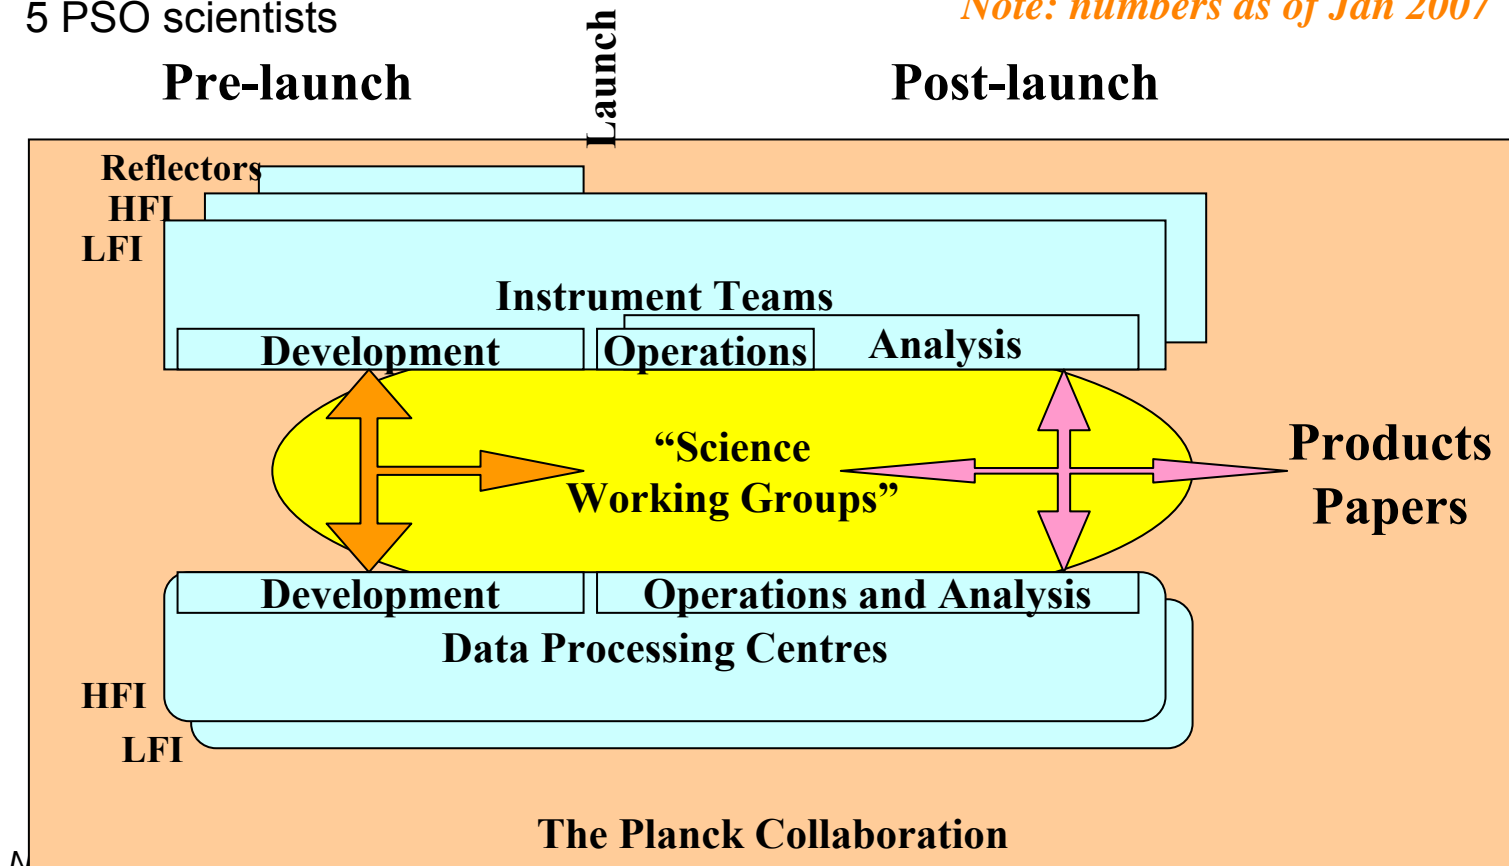 5 PSO scientists
Note: numbers as of Jan 2007
Launch
Pre-launch
Post-launch
Reflectors
HFI
LFI
Instrument Teams
Development
Operations
Analysis
“Science
Working Groups”
Products
Papers
Development
Operations and Analysis
Data Processing Centres
HFI
LFI
The Planck Collaboration